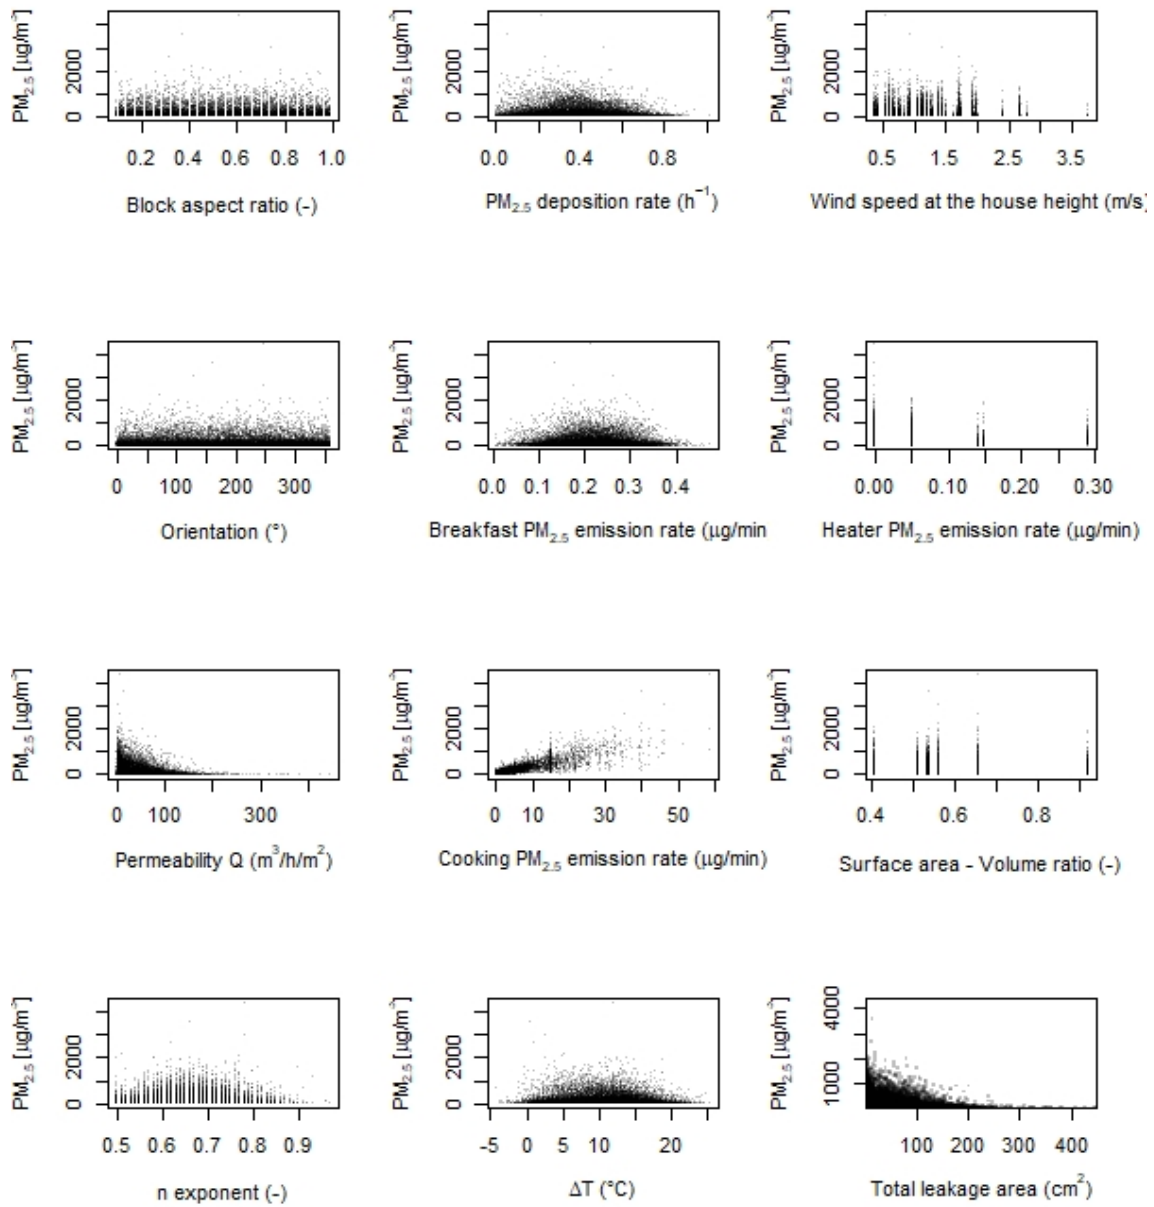 PM2.5 [µg/m³]
2000
0
0.2 0.4 0.6 0.8 1.0
Block aspect ratio (-)
PM2.5 [µg/m³]
2000
0
0.0 0.4 0.8
PM2.5 deposition rate (h⁻¹)
PM2.5 [µg/m³]
2000
0
0.5 1.5 2.5 3.5
Wind speed at the house height (m/s)
PM2.5 [µg/m³]
2000
0
0 100 200 300
Orientation (°)
PM2.5 [µg/m³]
2000
0
0.0 0.1 0.2 0.3 0.4
Breakfast PM2.5 emission rate (µg/min
PM2.5 [µg/m³]
2000
0
0.00 0.10 0.20 0.30
Heater PM2.5 emission rate (µg/min)
PM2.5 [µg/m³]
2000
0
0 100 300
Permeability Q (m³/h/m²)
PM2.5 [µg/m³]
2000
0
0 10 30 50
Cooking PM2.5 emission rate (µg/min)
PM2.5 [µg/m³]
2000
0
0.4 0.6 0.8
Surface area - Volume ratio (-)
PM2.5 [µg/m³]
2000
0
0.5 0.6 0.7 0.8 0.9
n exponent (-)
PM2.5 [µg/m³]
2000
0
-5 0 5 10 20
ΔT (°C)
PM2.5 [µg/m³]
4000
1000
100 200 300 400
Total leakage area (cm²)